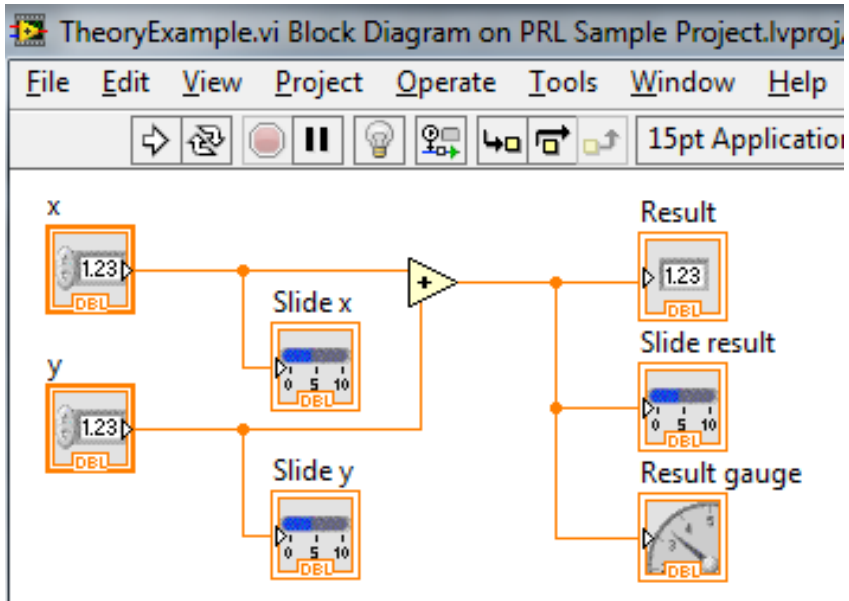 TheoryExample.vi Block Diagram on PRL Sample Project.lvproj/
File Edit View Project Operate Tools Window Help
15pt Application
x
1.23
DBL
Slide x
0 5 10
DBL
y
1.23
DBL
Slide y
0 5 10
DBL
+
Result
1.23
DBL
Slide result
0 5 10
DBL
Result gauge
3 4 5
DBL